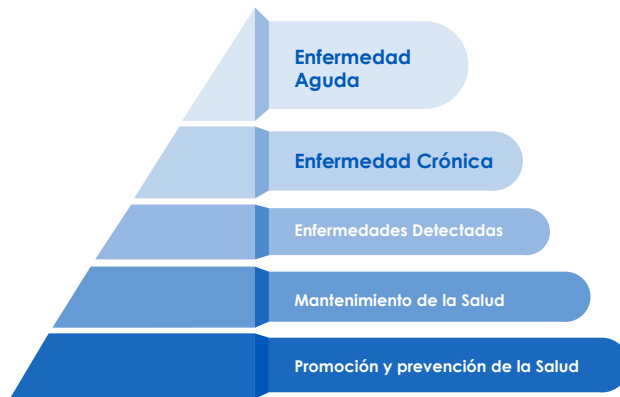 Enfermedad
Aguda
Enfermedad Crónica
Enfermedades Detectadas
Mantenimiento de la Salud
Promoción y prevención de la Salud